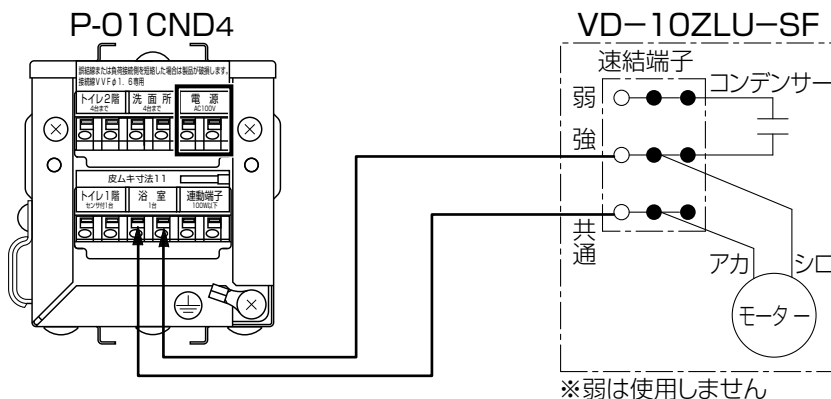 P-01CND4
誤結線または負荷接続側を短絡した場合は製品が破損します。
接続線VVFφ1.6専用
トイレ2階 洗面所 電源
4台まで 4台まで AC100V
皮ムキ寸法11
トイレ1階 浴室 連動端子
センサ付1台 1台 100W以下
VD-10ZLU-SF
速結端子
弱
コンデンサー
強
共通
アカ シロ
モーター
※弱は使用しません